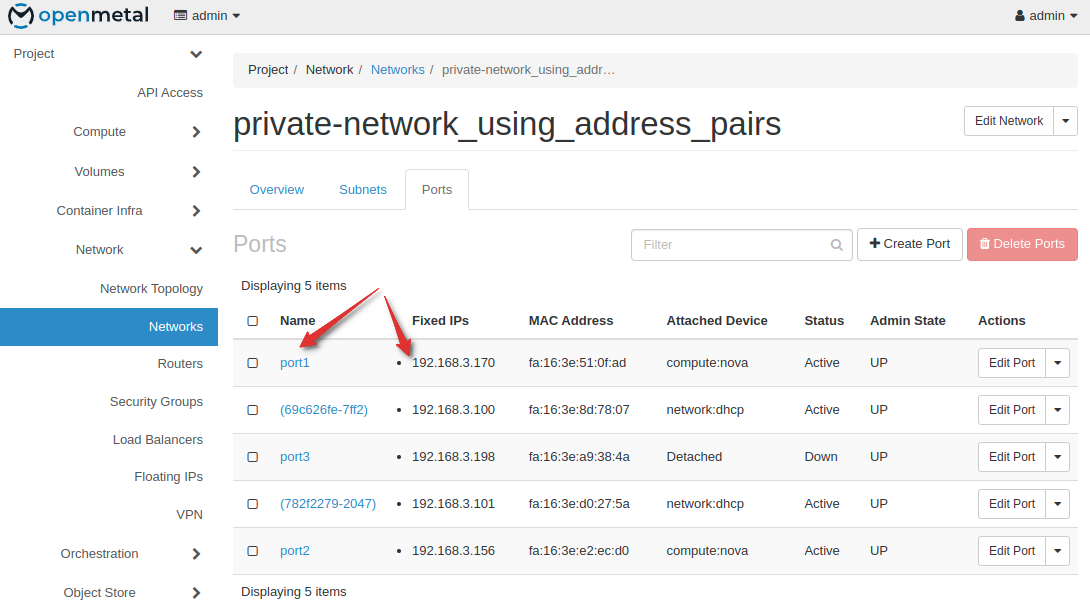 openmetal admin admin
Project
API Access
Compute
Volumes
Container Infra
Network
Network Topology
Networks
Routers
Security Groups
Load Balancers
Floating IPs
VPN
Orchestration
Object Store
Project / Network / Networks / private-network_using_addr…
private-network_using_address_pairs
Edit Network
Overview Subnets Ports
Ports
Filter
Create Port
Delete Ports
Displaying 5 items
Name Fixed IPs MAC Address Attached Device Status Admin State Actions
port1 • 192.168.3.170 fa:16:3e:51:0f:ad compute:nova Active UP Edit Port
(69c626fe-7ff2) • 192.168.3.100 fa:16:3e:8d:78:07 network:dhcp Active UP Edit Port
port3 • 192.168.3.198 fa:16:3e:a9:38:4a Detached Down UP Edit Port
(782f2279-2047) • 192.168.3.101 fa:16:3e:d0:27:5a network:dhcp Active UP Edit Port
port2 • 192.168.3.156 fa:16:3e:e2:ec:d0 compute:nova Active UP Edit Port
Displaying 5 items